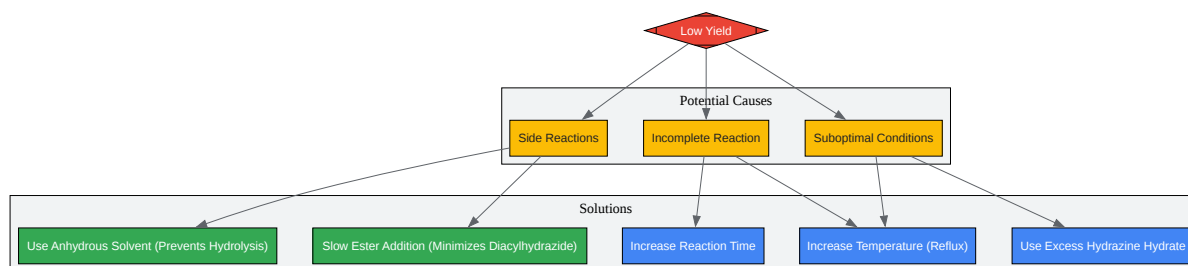 Low Yield
Potential Causes
Side Reactions
Incomplete Reaction
Suboptimal Conditions
Solutions
Use Anhydrous Solvent (Prevents Hydrolysis)
Slow Ester Addition (Minimizes Diacylhydrazide)
Increase Reaction Time
Increase Temperature (Reflux)
Use Excess Hydrazine Hydrate